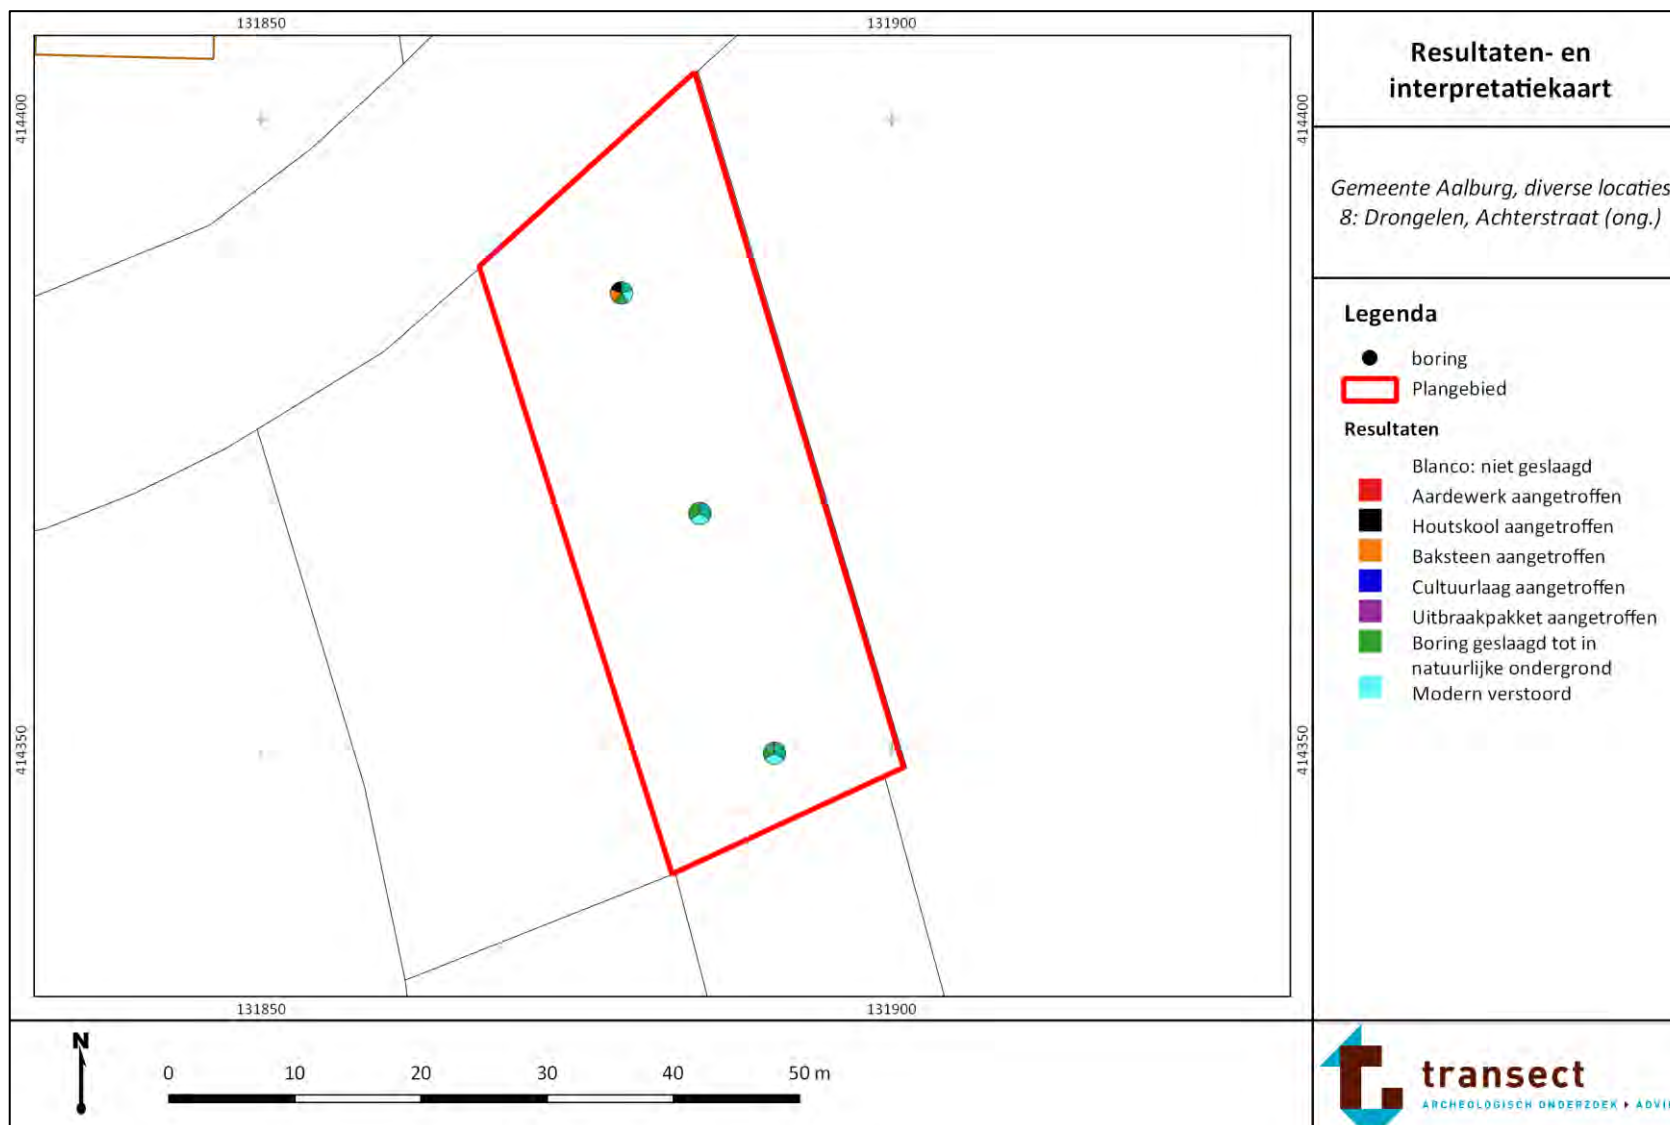 131850
131900
414400
414400
414350
414350
131850
131900
N
0 10 20 30 40 50 m
Resultaten- en
interpretatiekaart
Gemeente Aalburg, diverse locaties
8: Drongelen, Achterstraat (ong.)
Legenda
boring
Plangebied
Resultaten
Blanco: niet geslaagd
Aardewerk aangetroffen
Houtskool aangetroffen
Baksteen aangetroffen
Cultuurlaag aangetroffen
Uitbraakpakket aangetroffen
Boring geslaagd tot in
natuurlijke ondergrond
Modern verstoord
transect
ARCHEOLOGISCH ONDERZOEK ▸ ADVI